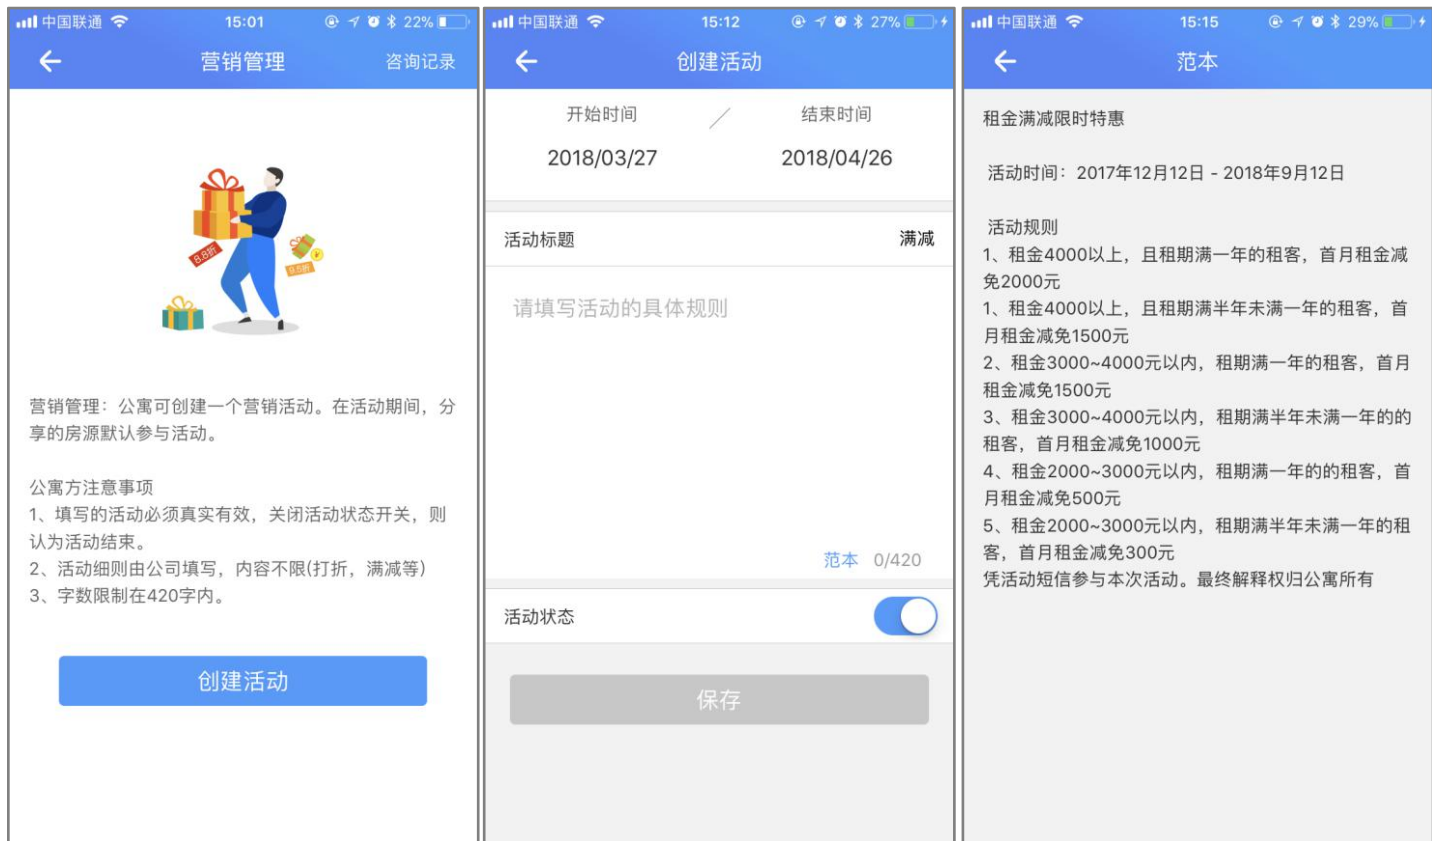 中国联通 15:01 22%
营销管理 咨询记录
8.8折
9.5折
营销管理：公寓可创建一个营销活动。在活动期间，分
享的房源默认参与活动。
公寓方注意事项
1、填写的活动必须真实有效，关闭活动状态开关，则
认为活动结束。
2、活动细则由公司填写，内容不限(打折，满减等)
3、字数限制在420字内。
创建活动
中国联通 15:12 27%
创建活动
开始时间 结束时间
2018/03/27 2018/04/26
活动标题 满减
请填写活动的具体规则
范本 0/420
活动状态
保存
中国联通 15:15 29%
范本
租金满减限时特惠
活动时间：2017年12月12日 - 2018年9月12日
活动规则
1、租金4000以上，且租期满一年的租客，首月租金减
免2000元
1、租金4000以上，且租期满半年未满一年的租客，首
月租金减免1500元
2、租金3000~4000元以内，租期满一年的租客，首月
租金减免1500元
3、租金3000~4000元以内，租期满半年未满一年的的
租客，首月租金减免1000元
4、租金2000~3000元以内，租期满一年的的租客，首
月租金减免500元
5、租金2000~3000元以内，租期满半年未满一年的租
客，首月租金减免300元
凭活动短信参与本次活动。最终解释权归公寓所有